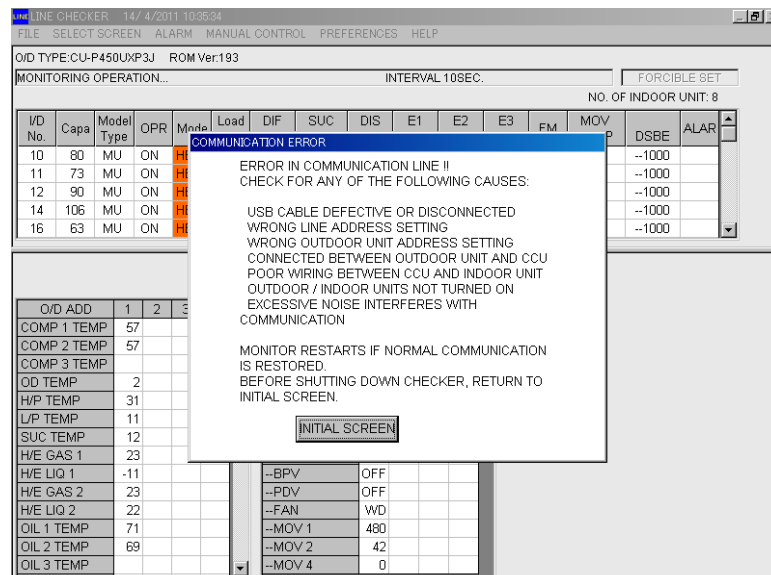 LINE CHECKER 14/ 4/2011 10:35:34
FILE SELECT SCREEN ALARM MANUAL CONTROL PREFERENCES HELP
O/D TYPE:CU-P450UXP3J ROM Ver:193
MONITORING OPERATION... INTERVAL 10SEC. FORCIBLE SET
NO. OF INDOOR UNIT: 8
I/D No. Capa Model Type OPR Mode Load DIF SUC DIS E1 E2 E3 FM MOV DSBE ALAR
10 80 MU ON --1000
11 73 MU ON --1000
12 90 MU ON --1000
14 106 MU ON --1000
16 63 MU ON --1000
COMMUNICATION ERROR
ERROR IN COMMUNICATION LINE !!
CHECK FOR ANY OF THE FOLLOWING CAUSES:
USB CABLE DEFECTIVE OR DISCONNECTED
WRONG LINE ADDRESS SETTING
WRONG OUTDOOR UNIT ADDRESS SETTING
CONNECTED BETWEEN OUTDOOR UNIT AND CCU
POOR WIRING BETWEEN CCU AND INDOOR UNIT
OUTDOOR / INDOOR UNITS NOT TURNED ON
EXCESSIVE NOISE INTERFERES WITH
COMMUNICATION
MONITOR RESTARTS IF NORMAL COMMUNICATION
IS RESTORED.
BEFORE SHUTTING DOWN CHECKER, RETURN TO
INITIAL SCREEN.
INITIAL SCREEN
O/D ADD 1 2 3
COMP 1 TEMP 57
COMP 2 TEMP 57
COMP 3 TEMP
OD TEMP 2
H/P TEMP 31
L/P TEMP 11
SUC TEMP 12
H/E GAS 1 23
H/E LIQ 1 -11
H/E GAS 2 23
H/E LIQ 2 22
OIL 1 TEMP 71
OIL 2 TEMP 69
OIL 3 TEMP
--BPV OFF
--PDV OFF
--FAN WD
--MOV 1 480
--MOV 2 42
--MOV 4 0